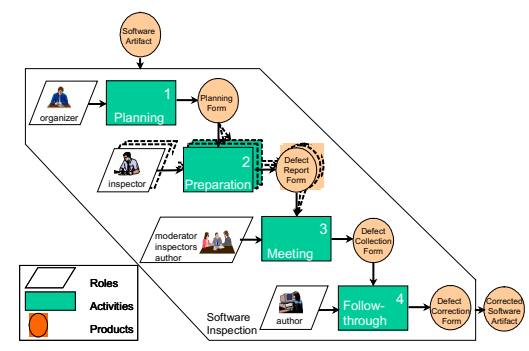 Software
Artifact
1
Planning
organizer
Planning
Form
2
Preparation
inspector
Defect
Report
Form
3
Meeting
moderator
inspectors
author
Defect
Collection
Form
4
Follow-
through
author
Defect
Correction
Form
Corrected
Software
Artifact
Software
Inspection
Roles
Activities
Products